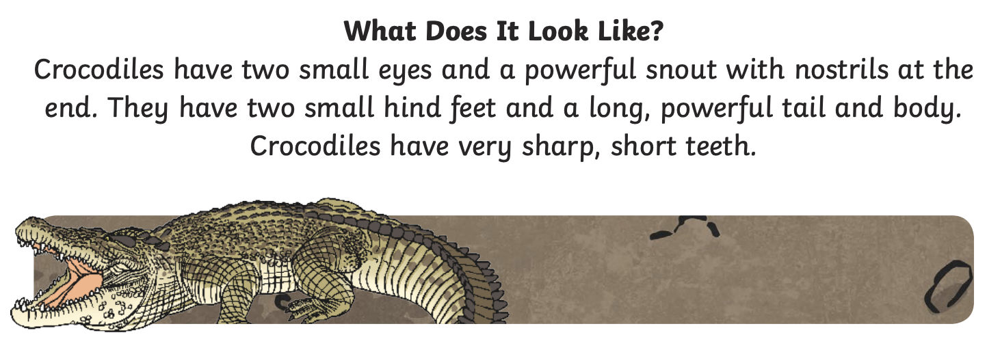 What Does It Look Like?
Crocodiles have two small eyes and a powerful snout with nostrils at the
end. They have two small hind feet and a long, powerful tail and body.
Crocodiles have very sharp, short teeth.